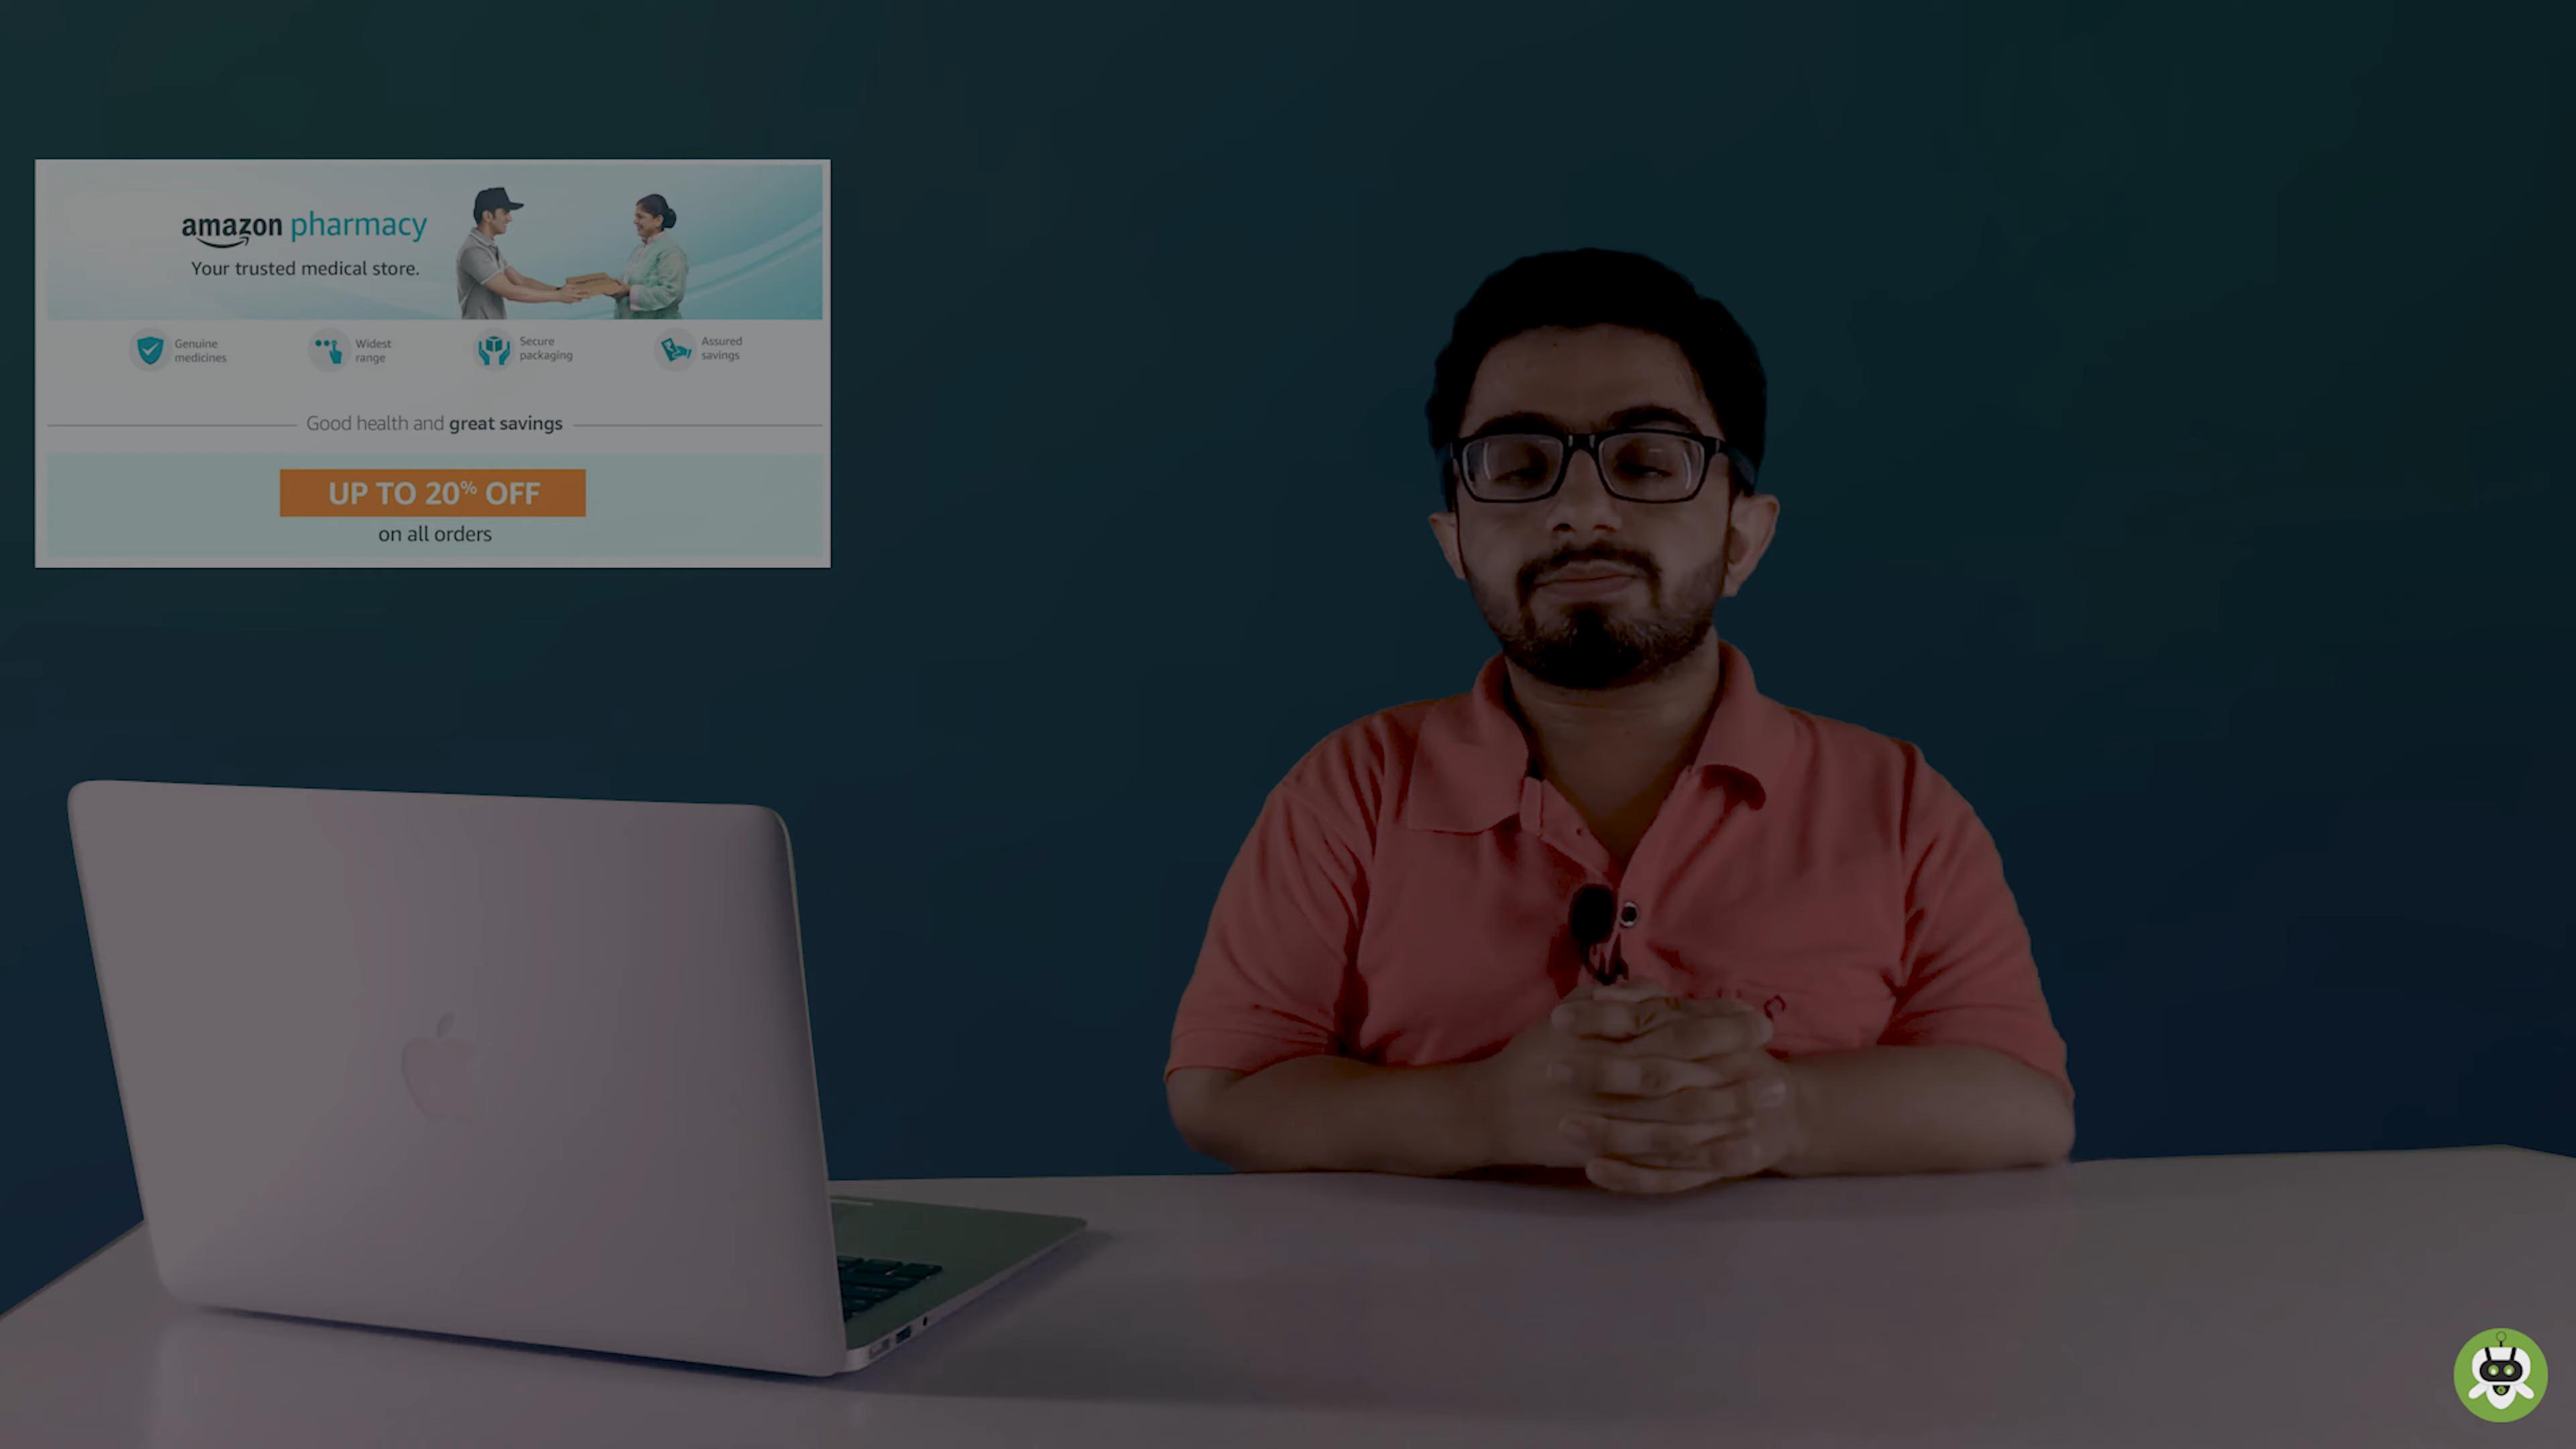 amazon pharmacy
Your trusted medical store.
Genuine
medicines
Widest
range
Secure
packaging
Assured
savings
Good health and great savings
UP TO 20% OFF
on all orders